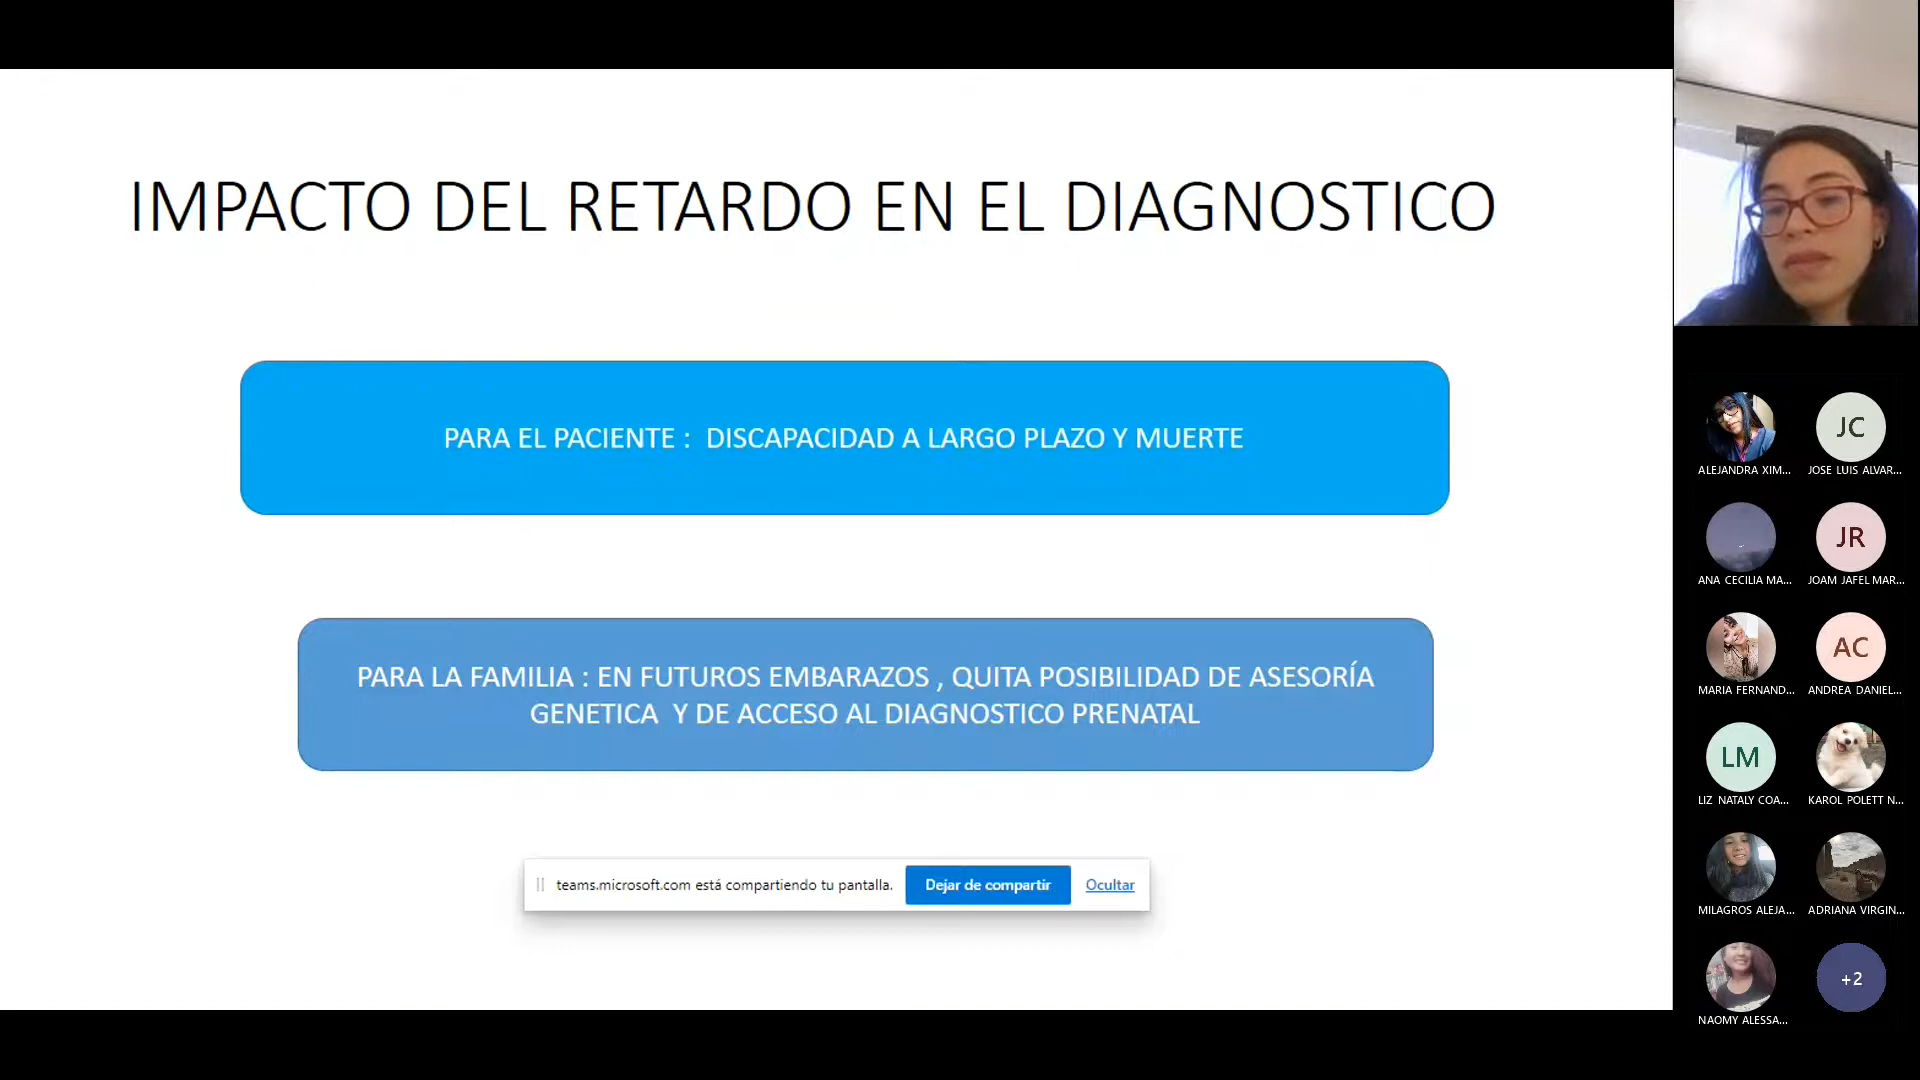 IMPACTO DEL RETARDO EN EL DIAGNOSTICO
PARA EL PACIENTE : DISCAPACIDAD A LARGO PLAZO Y MUERTE
PARA LA FAMILIA : EN FUTUROS EMBARAZOS , QUITA POSIBILIDAD DE ASESORÍA
GENETICA Y DE ACCESO AL DIAGNOSTICO PRENATAL
teams.microsoft.com está compartiendo tu pantalla. Dejar de compartir Ocultar
JC
ALEJANDRA XIM... JOSE LUIS ALVAR...
JR
ANA CECILIA MA... JOAM JAFEL MAR...
AC
MARIA FERNAND... ANDREA DANIEL...
LM
LIZ NATALY COA... KAROL POLETT N...
MILAGROS ALEJA... ADRIANA VIRGIN...
+2
NAOMY ALESSA...